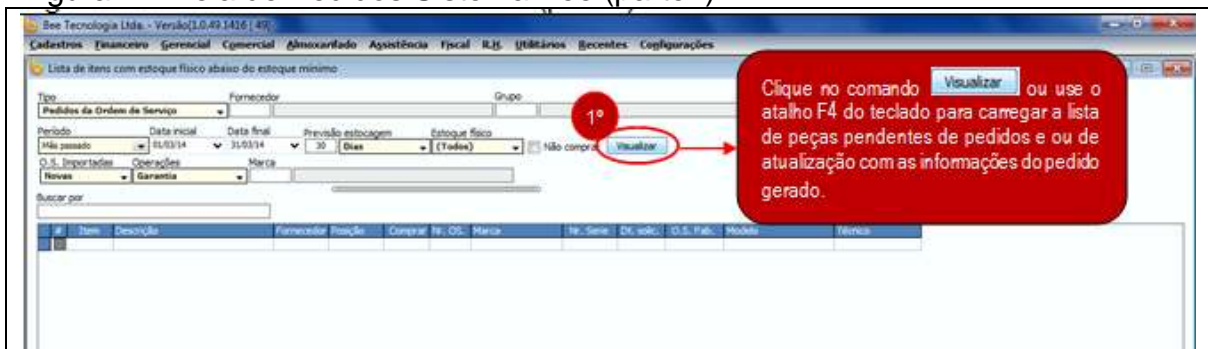 Bee Tecnologia Ltda. - Versão(1.0.49.1416 | 49)
Cadastros Financeiro Gerencial Comercial Almoxarifado Assistência Fiscal R.H. Utilitários Recentes Configurações
Lista de itens com estoque físico abaixo do estoque mínimo
Tipo Fornecedor Grupo
Pedidos da Ordem de Serviço
Período Data inicial Data final Previsão estocagem Estoque físico
Mês passado 01/03/14 31/03/14 30 Dias (Todos) Não comprar Visualizar
O.S. Importadas Operações Marca
Novas Garantia
Buscar por
# Item Descrição Fornecedor Posição Comprar Nr. OS. Marca Nr. Serie Dt. solic. O.S. Fab. Modelo Técnico
1º
Clique no comando Visualizar ou use o
atalho F4 do teclado para carregar a lista
de peças pendentes de pedidos e ou de
atualização com as informações do pedido
gerado.